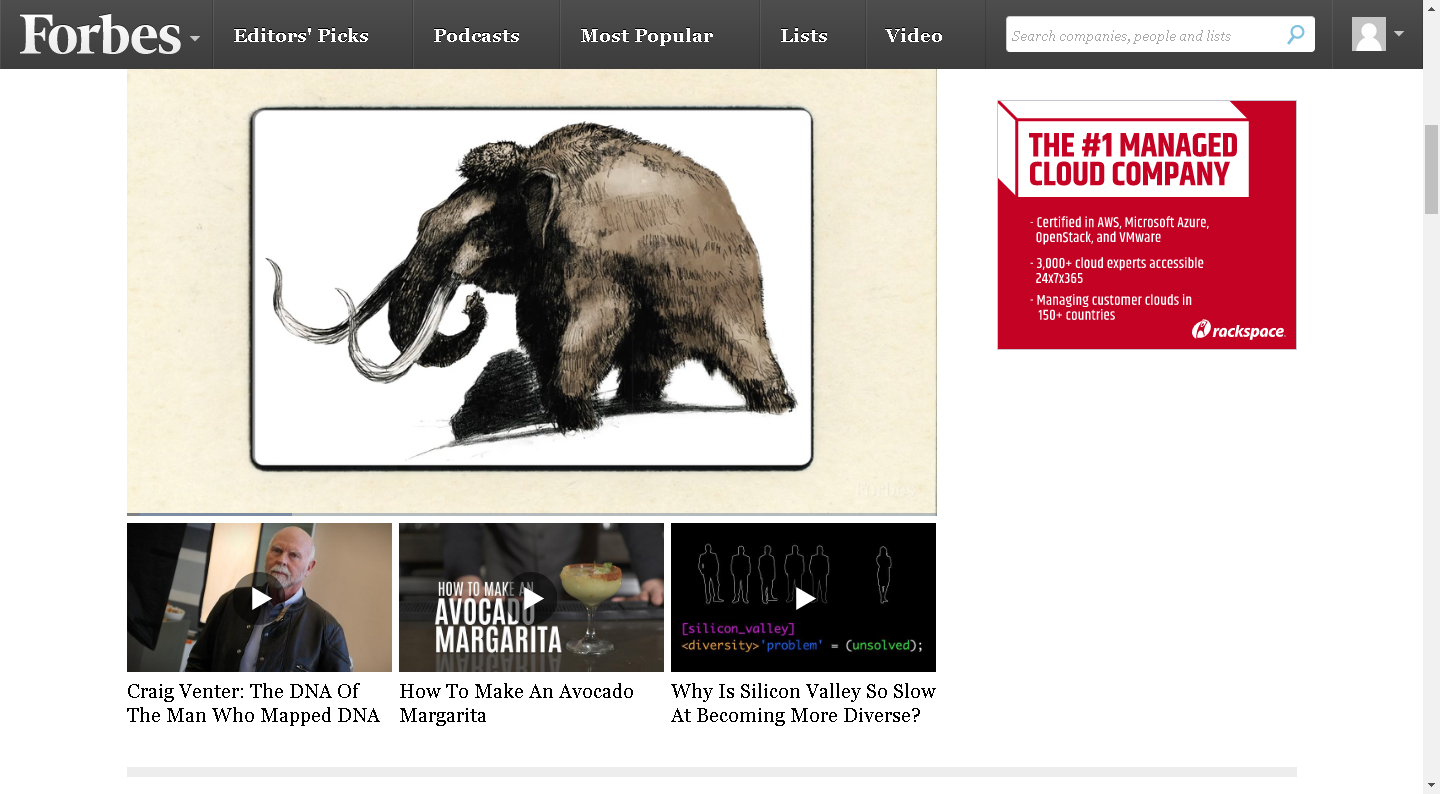 Forbes
Editors' Picks
Podcasts
Most Popular
Lists
Video
Search companies, people and lists
THE #1 MANAGED
CLOUD COMPANY
- Certified in AWS, Microsoft Azure,
OpenStack, and VMware
- 3,000+ cloud experts accessible
24x7x365
- Managing customer clouds in
150+ countries
rackspace.
Forbes
HOW TO MAKE AN
AVOCADO
MARGARITA
[silicon_valley]
<diversity>'problem' = (unsolved);
Craig Venter: The DNA Of
The Man Who Mapped DNA
How To Make An Avocado
Margarita
Why Is Silicon Valley So Slow
At Becoming More Diverse?